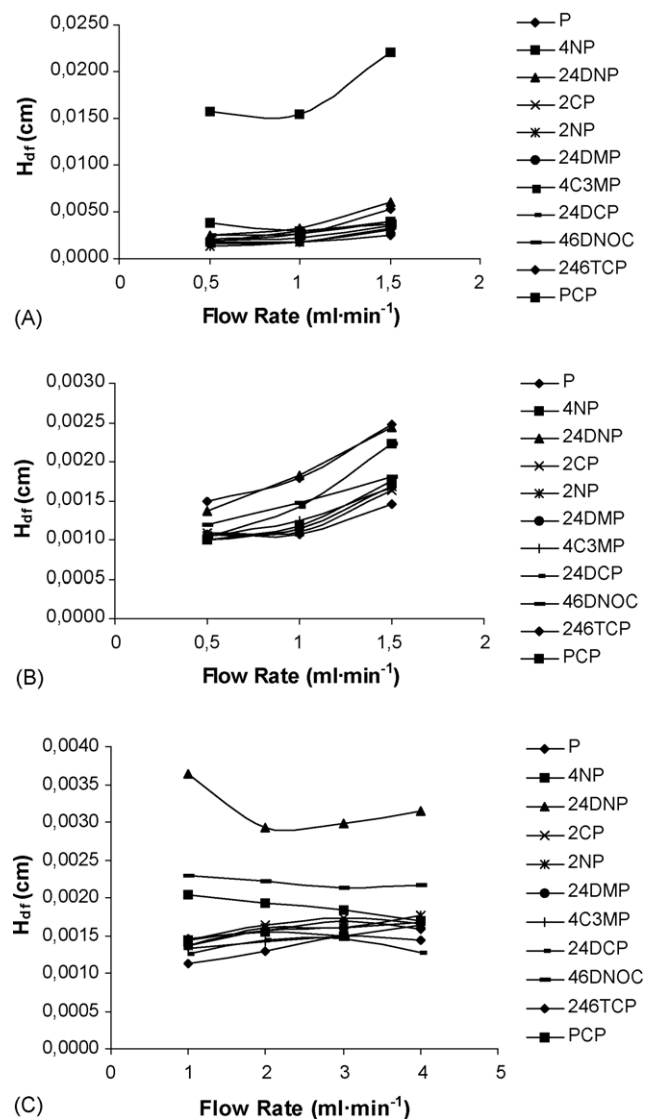 0,0250
0,0200
0,0150
0,0100
0,0050
0,0000
H_df (cm)
0 0,5 1 1,5 2
Flow Rate (ml·min⁻¹)
(A)
P
4NP
24DNP
2CP
2NP
24DMP
4C3MP
24DCP
46DNOC
246TCP
PCP
0,0030
0,0025
0,0020
0,0015
0,0010
0,0005
0,0000
H_df (cm)
0 0,5 1 1,5 2
Flow Rate (ml·min⁻¹)
(B)
P
4NP
24DNP
2CP
2NP
24DMP
4C3MP
24DCP
46DNOC
246TCP
PCP
0,0040
0,0035
0,0030
0,0025
0,0020
0,0015
0,0010
0,0005
0,0000
H_df (cm)
0 1 2 3 4 5
Flow Rate (ml·min⁻¹)
(C)
P
4NP
24DNP
2CP
2NP
24DMP
4C3MP
24DCP
46DNOC
246TCP
PCP